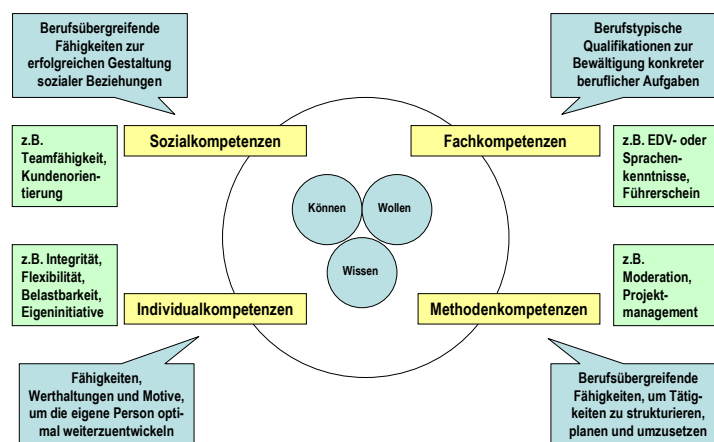 Berufsübergreifende
Fähigkeiten zur
erfolgreichen Gestaltung
sozialer Beziehungen
Berufstypische
Qualifikationen zur
Bewältigung konkreter
beruflicher Aufgaben
z.B.
Teamfähigkeit,
Kundenorien-
tierung
Sozialkompetenzen
Fachkompetenzen
z.B. EDV- oder
Sprachen-
kenntnisse,
Führerschein
Können
Wollen
Wissen
z.B. Integrität,
Flexibilität,
Belastbarkeit,
Eigeninitiative
Individualkompetenzen
Methodenkompetenzen
z.B.
Moderation,
Projekt-
management
Fähigkeiten,
Werthaltungen und Motive,
um die eigene Person opti-
mal weiterzuentwickeln
Berufsübergreifende
Fähigkeiten, um Tätig-
keiten zu strukturieren,
planen und umzusetzen